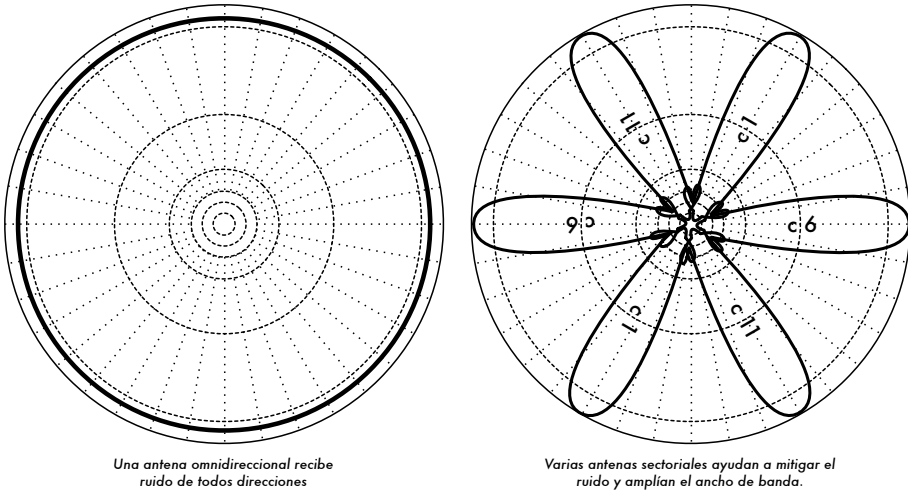 c 11
c 1
c 6
c 6
c 1
c 11
Una antena omnidireccional recibe
ruido de todos direcciones
Varias antenas sectoriales ayudan a mitigar el
ruido y amplían el ancho de banda.